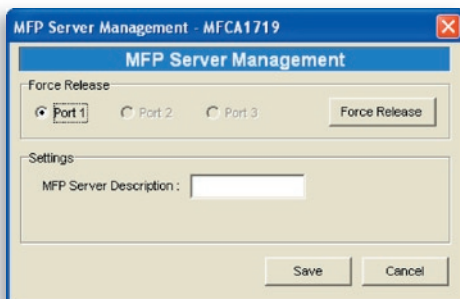 MFP Server Management - MFCA1719
MFP Server Management
Force Release
Port 1 Port 2 Port 3 Force Release
Settings
MFP Server Description :
Save Cancel